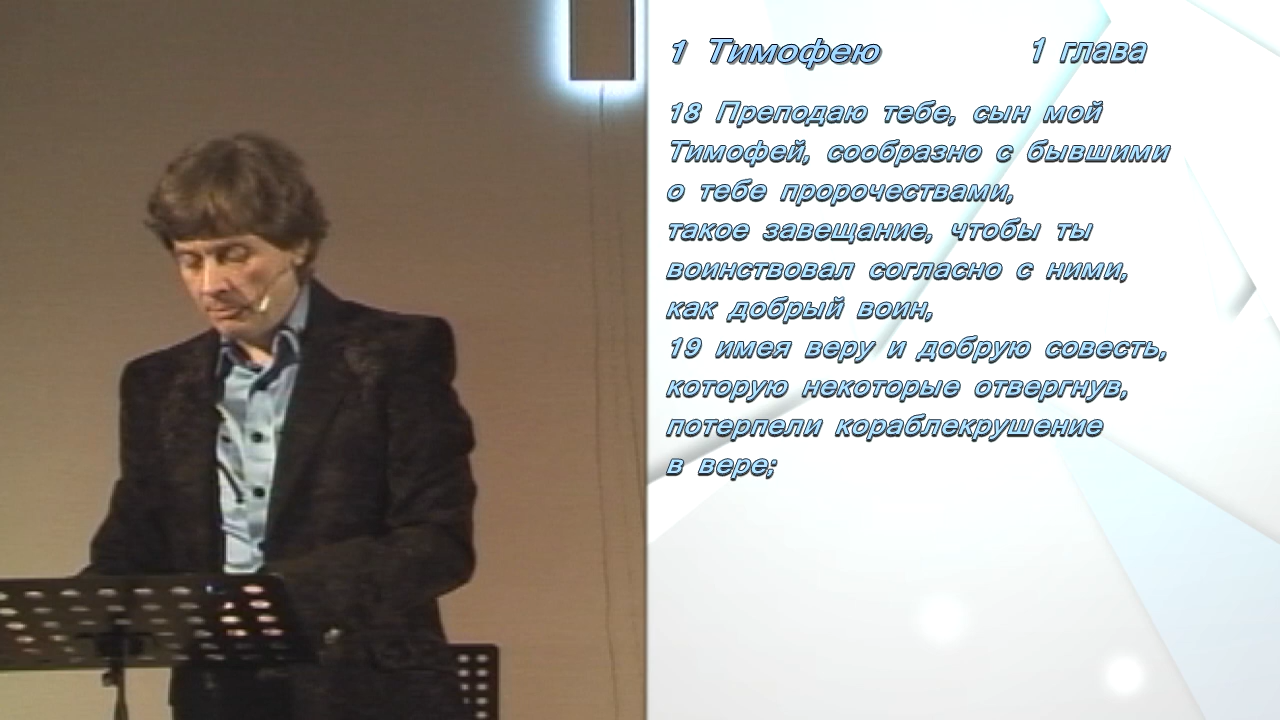 1 Тимофею 1 глава
18 Преподаю тебе, сын мой
Тимофей, сообразно с бывшими
о тебе пророчествами,
такое завещание, чтобы ты
воинствовал согласно с ними,
как добрый воин,
19 имея веру и добрую совесть,
которую некоторые отвергнув,
потерпели кораблекрушение
в вере;